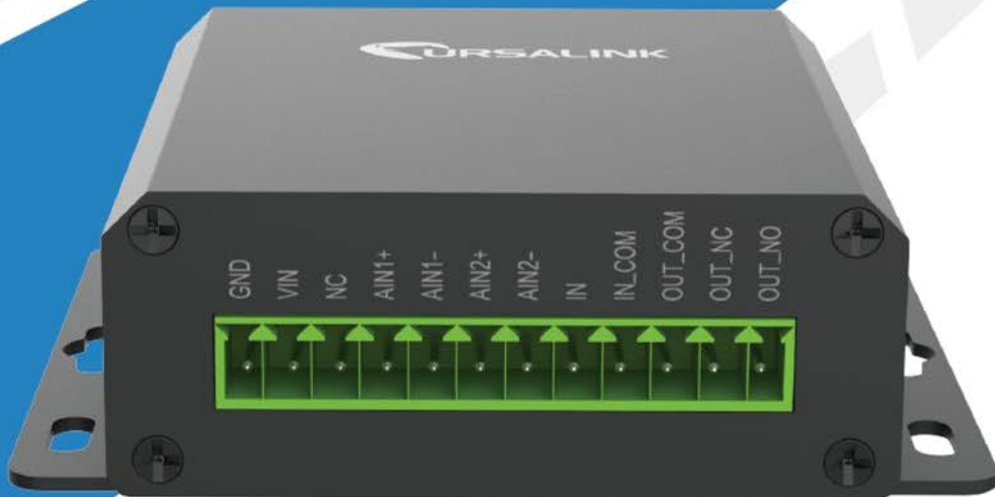 URSALINK
GND
VIN
NC
AIN1+
AIN1-
AIN2+
AIN2-
IN
IN_COM
OUT_COM
OUT_NC
OUT_NO